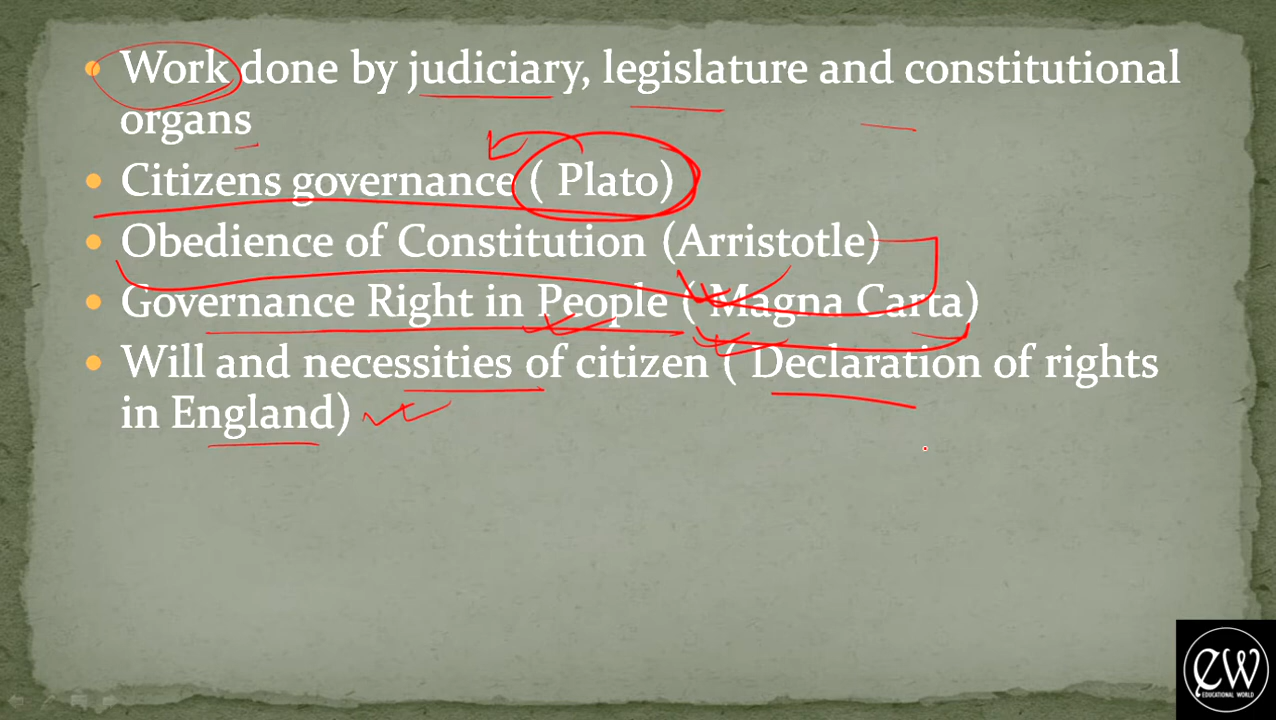 Work done by judiciary, legislature and constitutional
organs
Citizens governance ( Plato)
Obedience of Constitution (Arristotle)
Governance Right in People ( Magna Carta)
Will and necessities of citizen ( Declaration of rights
in England)
EW
EDUCATIONAL WORLD